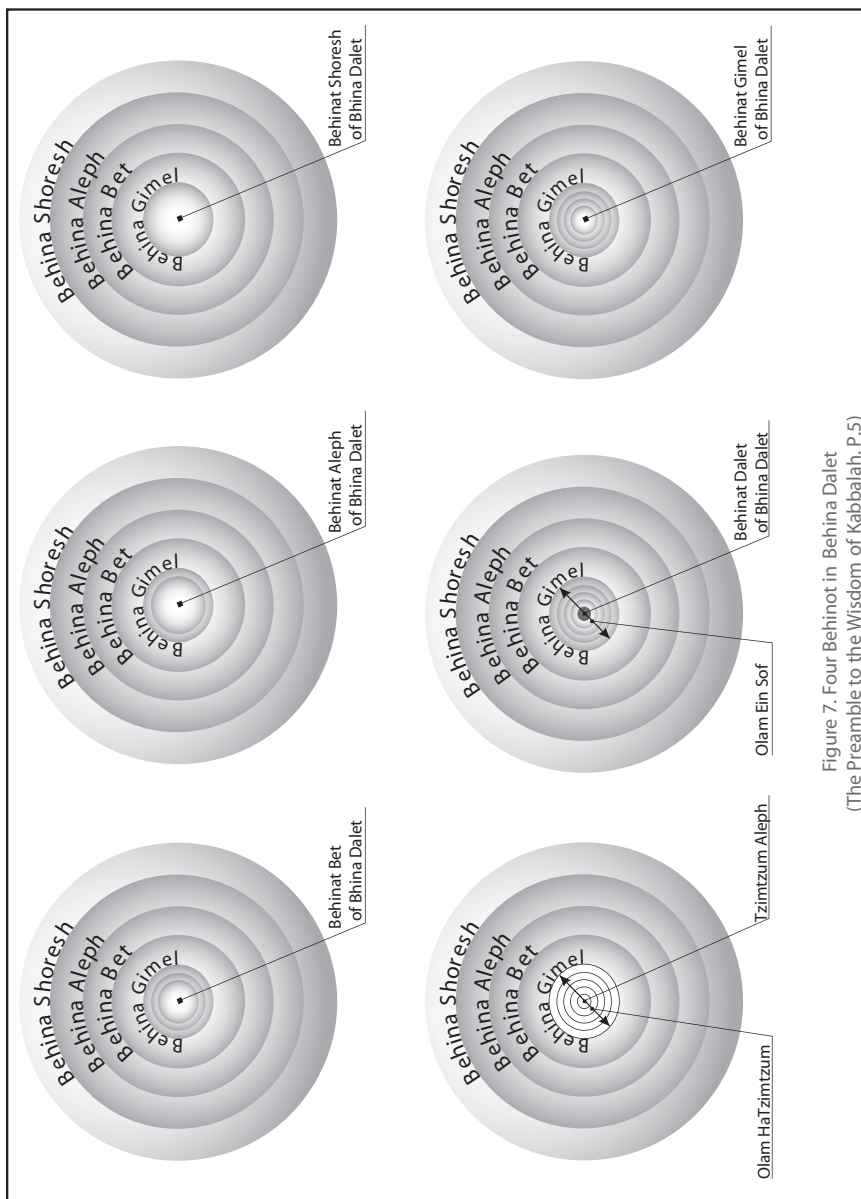 Behina Shoresh
Behina Aleph
Behina Bet
Behina Gimel
Behinat Bet
of Bhina Dalet
Behina Shoresh
Behina Aleph
Behina Bet
Behina Gimel
Behinat Aleph
of Bhina Dalet
Behina Shoresh
Behina Aleph
Behina Bet
Behina Gimel
Behinat Shoresh
of Bhina Dalet
Behina Shoresh
Behina Aleph
Behina Bet
Behina Gimel
Olam HaTzimtzum
Tzimtzum Aleph
Behina Shoresh
Behina Aleph
Behina Bet
Behina Gimel
Olam Ein Sof
Behinat Dalet
of Bhina Dalet
Behina Shoresh
Behina Aleph
Behina Bet
Behina Gimel
Behinat Gimel
of Bhina Dalet
Figure 7. Four Behinot in Behina Dalet
(The Preamble to the Wisdom of Kabbalah. P.5)